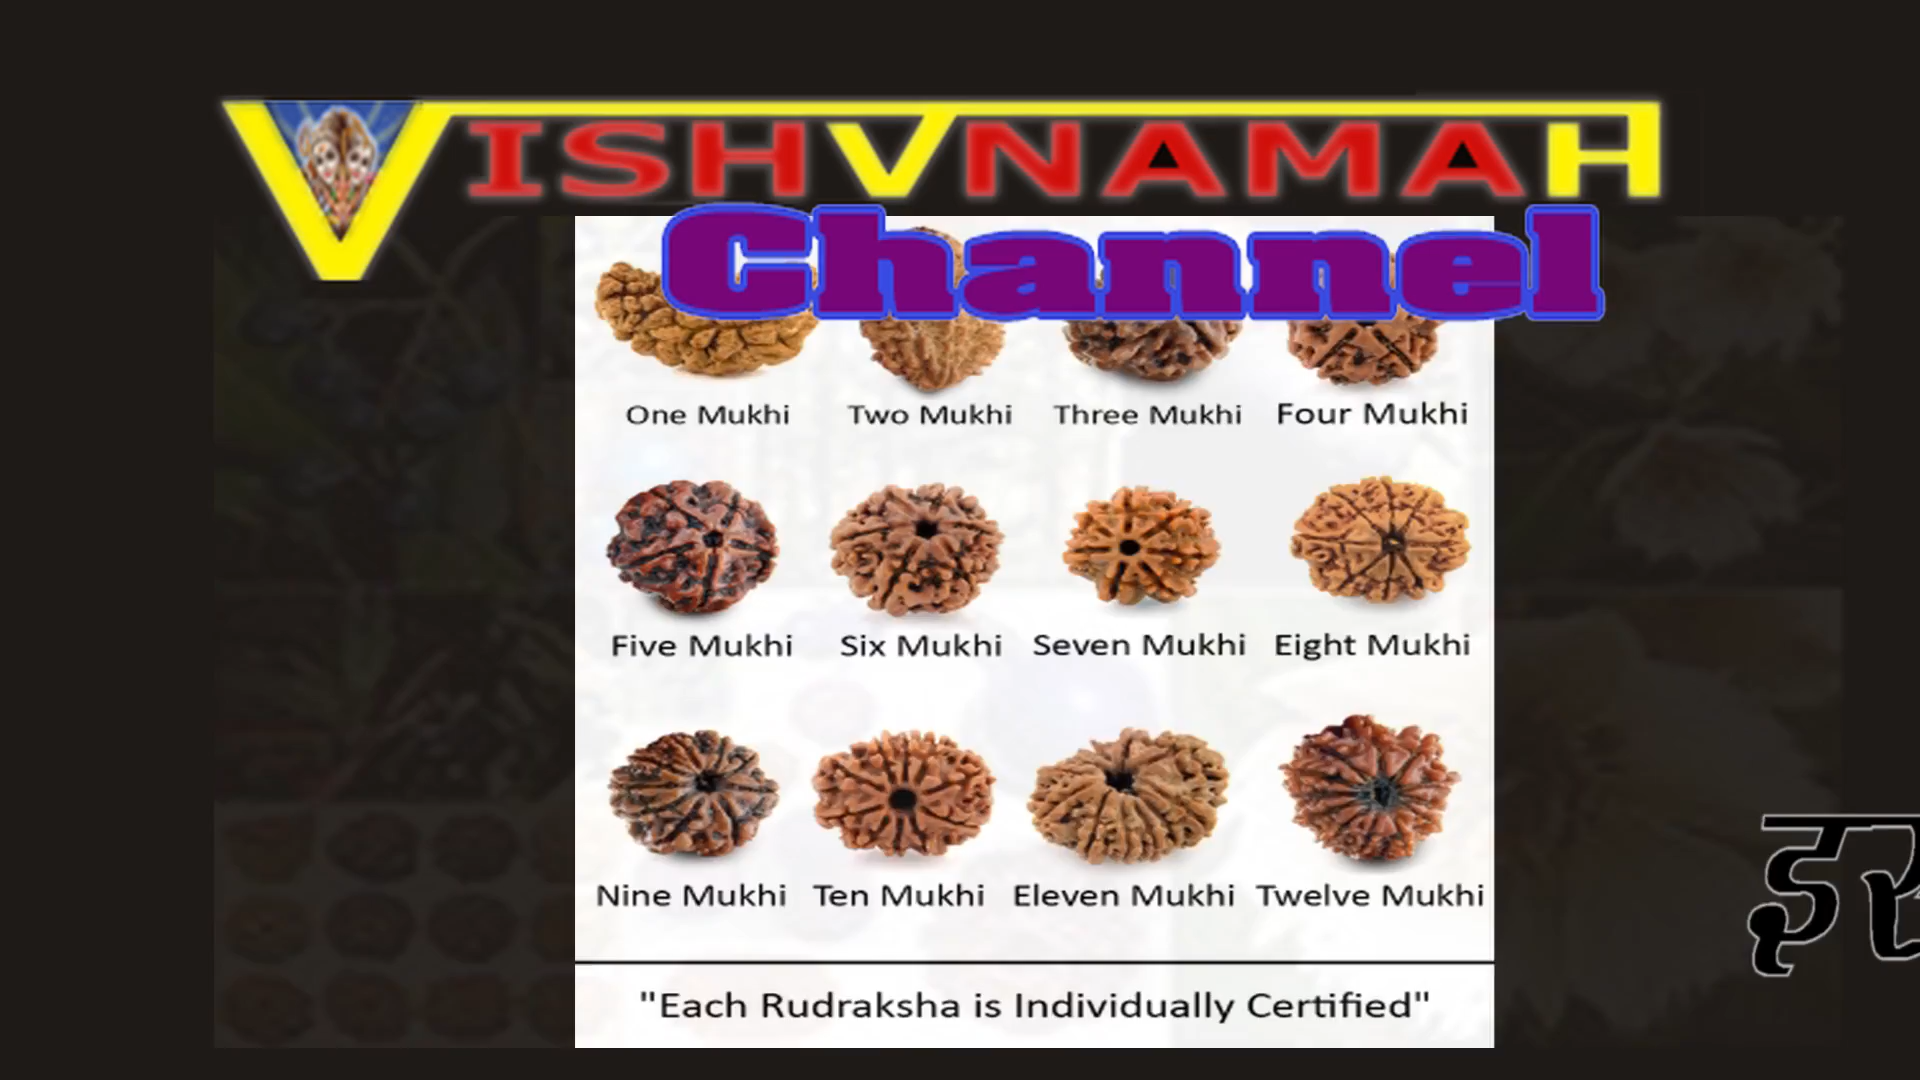 VISHVNAMAH
Channel
One Mukhi Two Mukhi Three Mukhi Four Mukhi
Five Mukhi Six Mukhi Seven Mukhi Eight Mukhi
Nine Mukhi Ten Mukhi Eleven Mukhi Twelve Mukhi
"Each Rudraksha is Individually Certified"